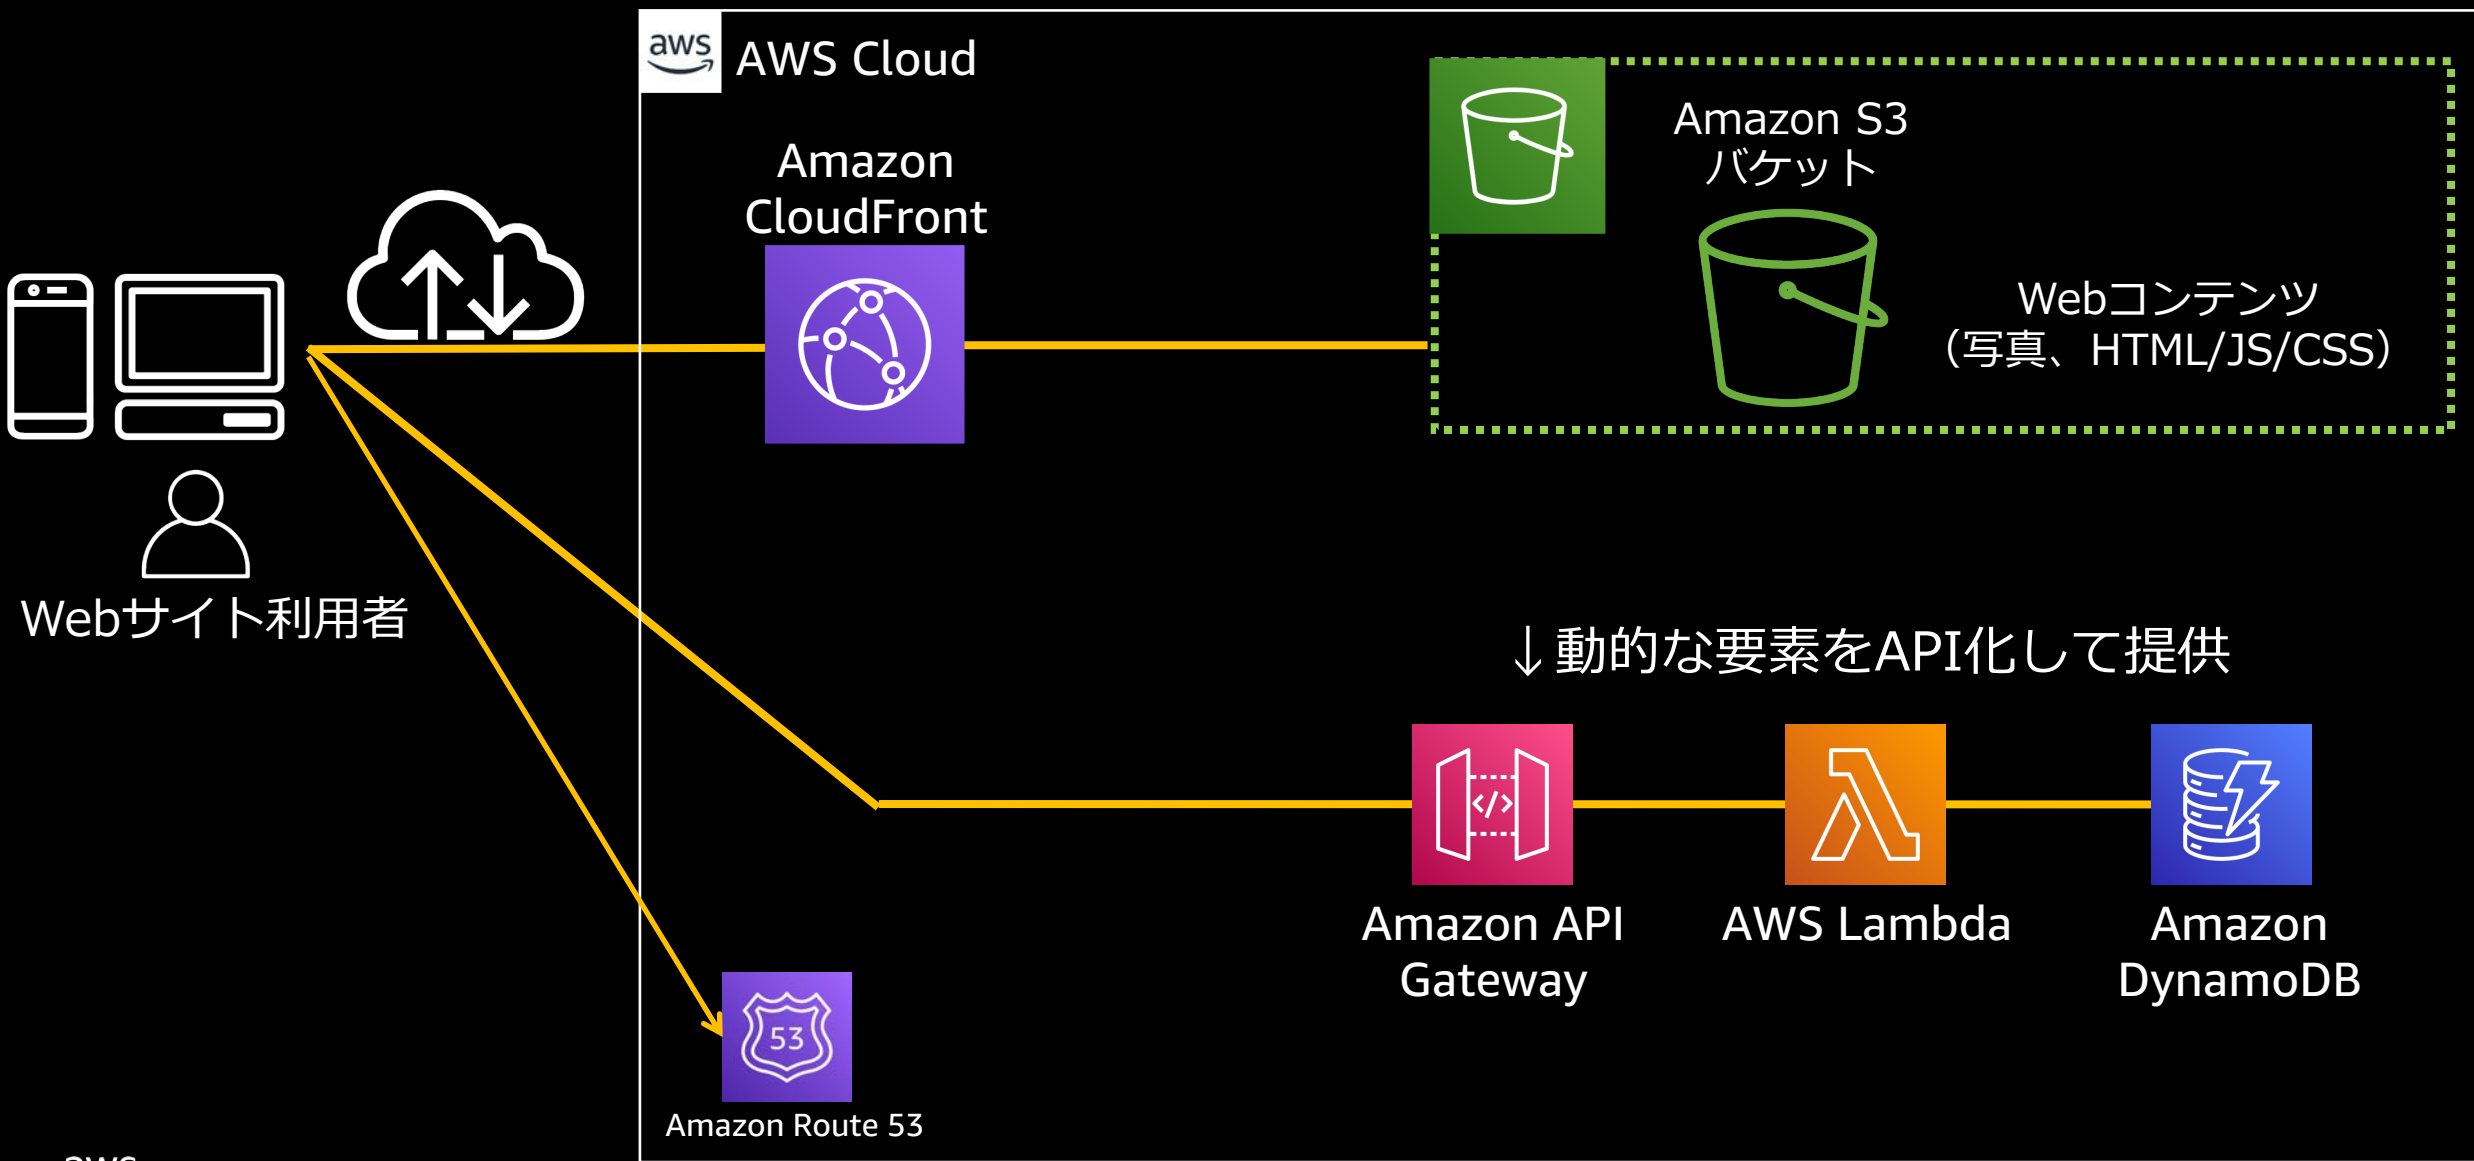 aws
AWS Cloud
Amazon
CloudFront
Amazon S3
バケット
Webコンテンツ
（写真、HTML/JS/CSS）
Webサイト利用者
↓動的な要素をAPI化して提供
</>
Amazon API
Gateway
AWS Lambda
Amazon
DynamoDB
53
Amazon Route 53
aws